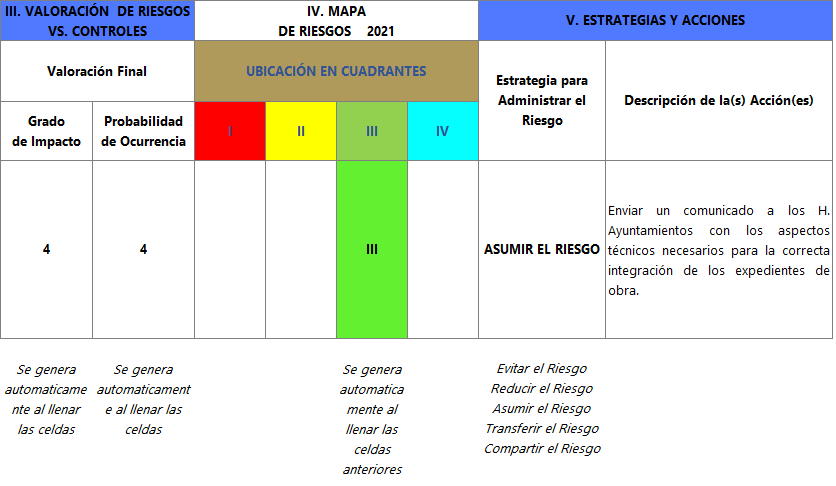 III. VALORACIÓN DE RIESGOS
VS. CONTROLES
IV. MAPA
DE RIESGOS 2021
V. ESTRATEGIAS Y ACCIONES
Valoración Final
UBICACIÓN EN CUADRANTES
Estrategia para
Administrar el
Riesgo
Descripción de la(s) Acción(es)
Grado
de Impacto
Probabilidad
de Ocurrencia
I
II
III
IV
4
4
III
ASUMIR EL RIESGO
Enviar un comunicado a los H.
Ayuntamientos con los aspectos
técnicos necesarios para la correcta
integración de los expedientes de
obra.
Se genera
automaticame
nte al llenar
las celdas
Se genera
automaticament
e al llenar las
celdas
Se genera
automatica
mente al
llenar las
celdas
anteriores
Evitar el Riesgo
Reducir el Riesgo
Asumir el Riesgo
Transferir el Riesgo
Compartir el Riesgo